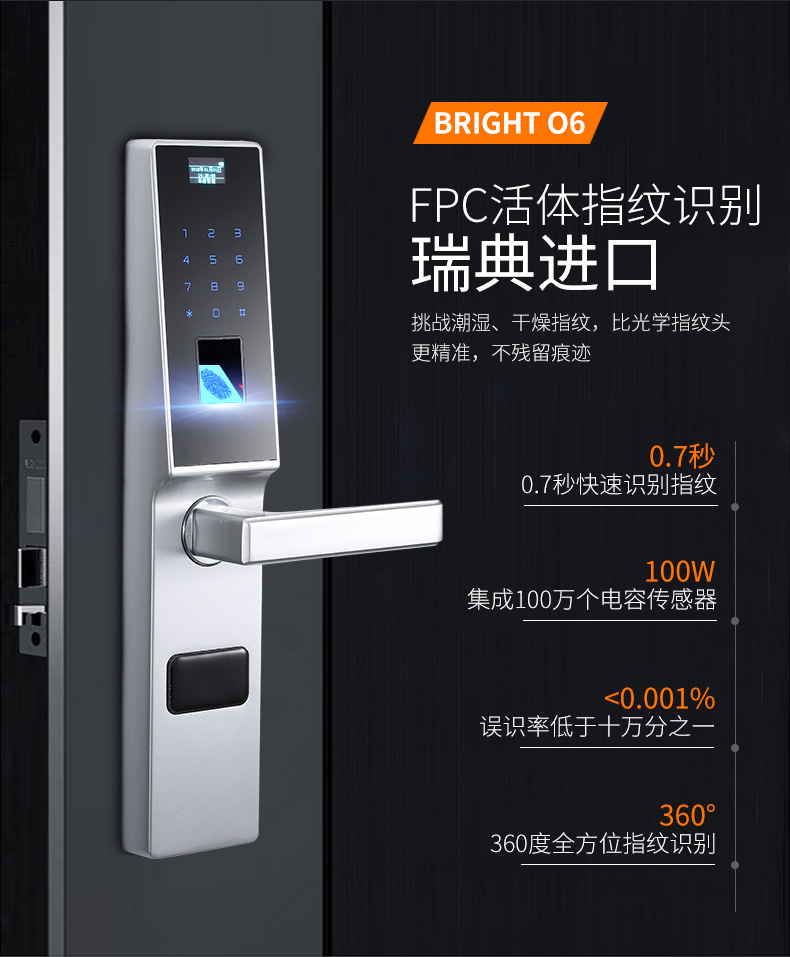 BRIGHT O6
FPC活体指纹识别
瑞典进口
挑战潮湿、干燥指纹，比光学指纹头
更精准，不残留痕迹
1 2 3
4 5 6
7 8 9
* 0 #
0.7秒
0.7秒快速识别指纹
100W
集成100万个电容传感器
<0.001%
误识率低于十万分之一
360°
360度全方位指纹识别